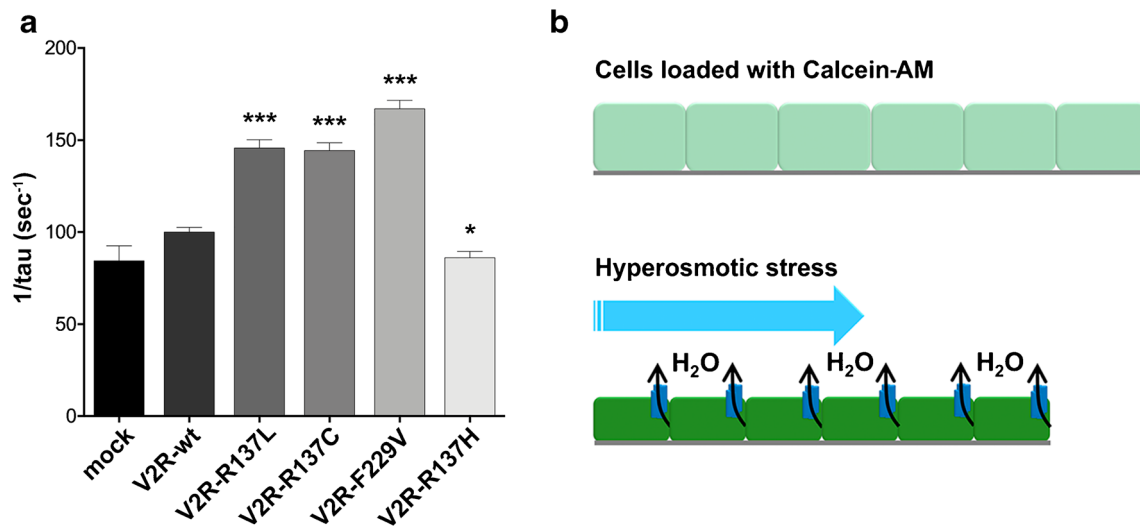 a
200
150
100
50
0
1/tau (sec⁻¹)
***
***
***
*
mock
V2R-wt
V2R-R137L
V2R-R137C
V2R-F229V
V2R-R137H
b
Cells loaded with Calcein-AM
Hyperosmotic stress
H₂O H₂O H₂O